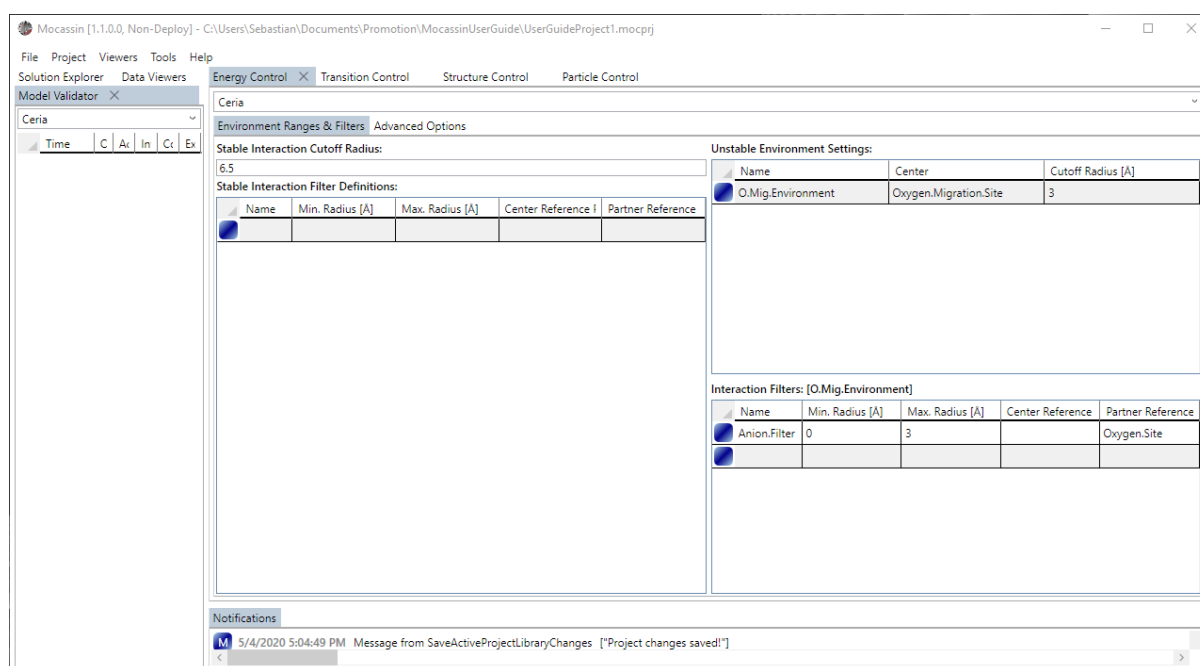 Mocassin [1.1.0.0, Non-Deploy] - C:\Users\Sebastian\Documents\Promotion\MocassinUserGuide\UserGuideProject1.mocprj
File Project Viewers Tools Help
Solution Explorer Data Viewers
Energy Control Transition Control Structure Control Particle Control
Model Validator
Ceria
Time C Ac In Cc Ex
Ceria
Environment Ranges & Filters Advanced Options
Stable Interaction Cutoff Radius:
6.5
Stable Interaction Filter Definitions:
Name Min. Radius [Å] Max. Radius [Å] Center Reference Partner Reference
Unstable Environment Settings:
Name Center Cutoff Radius [Å]
O.Mig.Environment Oxygen.Migration.Site 3
Interaction Filters: [O.Mig.Environment]
Name Min. Radius [Å] Max. Radius [Å] Center Reference Partner Reference
Anion.Filter 0 3 Oxygen.Site
Notifications
M 5/4/2020 5:04:49 PM Message from SaveActiveProjectLibraryChanges ["Project changes saved!"]